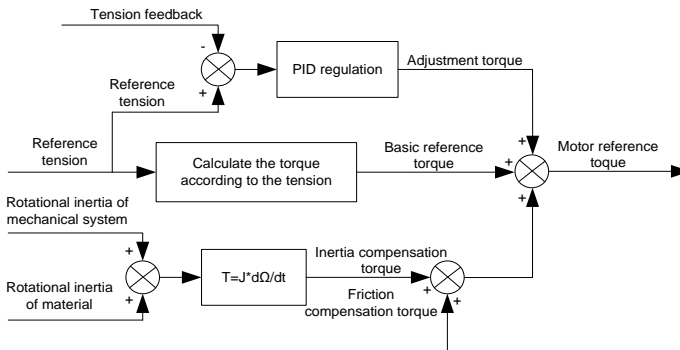 Tension feedback
-
PID regulation
Adjustment torque
+
Reference
tension
+
Reference
tension
Calculate the torque
according to the tension
Basic reference
torque
+
Motor reference
toque
+
Rotational inertia of
mechanical system
+
T=J*dΩ/dt
Inertia compensation
torque
+
Rotational inertia
of material
+
Friction
compensation torque
+